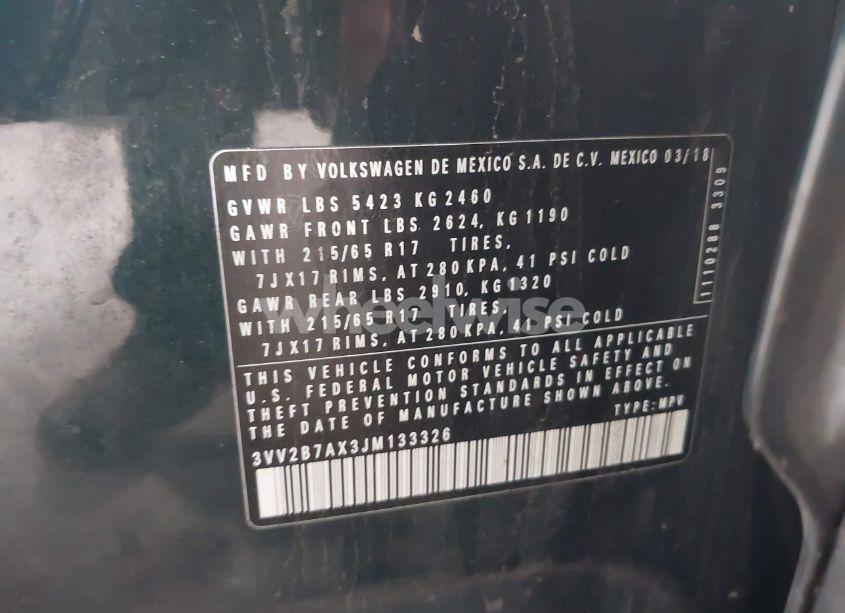 MFD BY VOLKSWAGEN DE MEXICO S.A. DE C.V. MEXICO 03/18
GVWR LBS 5423 KG 2460
GAWR FRONT LBS 2624, KG 1190
WITH 215/65 R17 TIRES,
7JX17 RIMS, AT 280 KPA, 41 PSI COLD
GAWR REAR LBS 2910, KG 1320
WITH 215/65 R17 TIRES,
7JX17 RIMS, AT 280 KPA, 41 PSI COLD
1110288 3309
wheelwise
THIS VEHICLE CONFORMS TO ALL APPLICABLE
U.S. FEDERAL MOTOR VEHICLE SAFETY AND
THEFT PREVENTION STANDARDS IN EFFECT ON
THE DATE OF MANUFACTURE SHOWN ABOVE.
TYPE:MPV
3VV2B7AX3JM133326